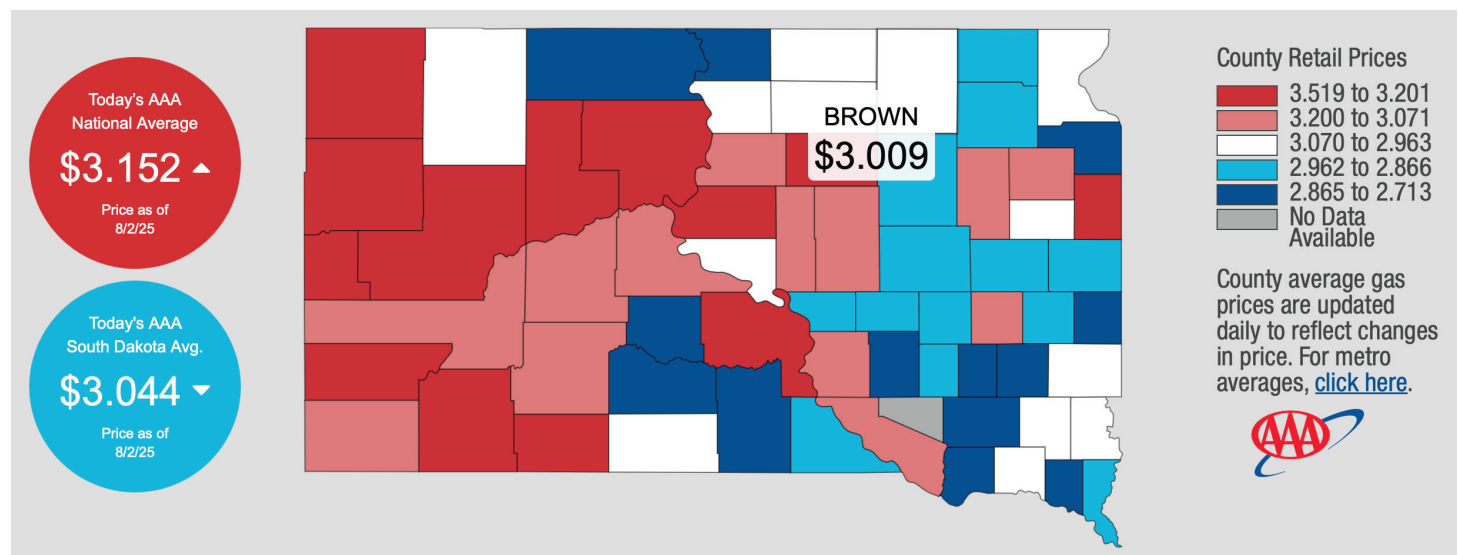 Today's AAA
National Average
$3.152
Price as of
8/2/25
Today's AAA
South Dakota Avg.
$3.044
Price as of
8/2/25
BROWN
$3.009
County Retail Prices
3.519 to 3.201
3.200 to 3.071
3.070 to 2.963
2.962 to 2.866
2.865 to 2.713
No Data
Available
County average gas
prices are updated
daily to reflect changes
in price. For metro
averages, click here.
AAA